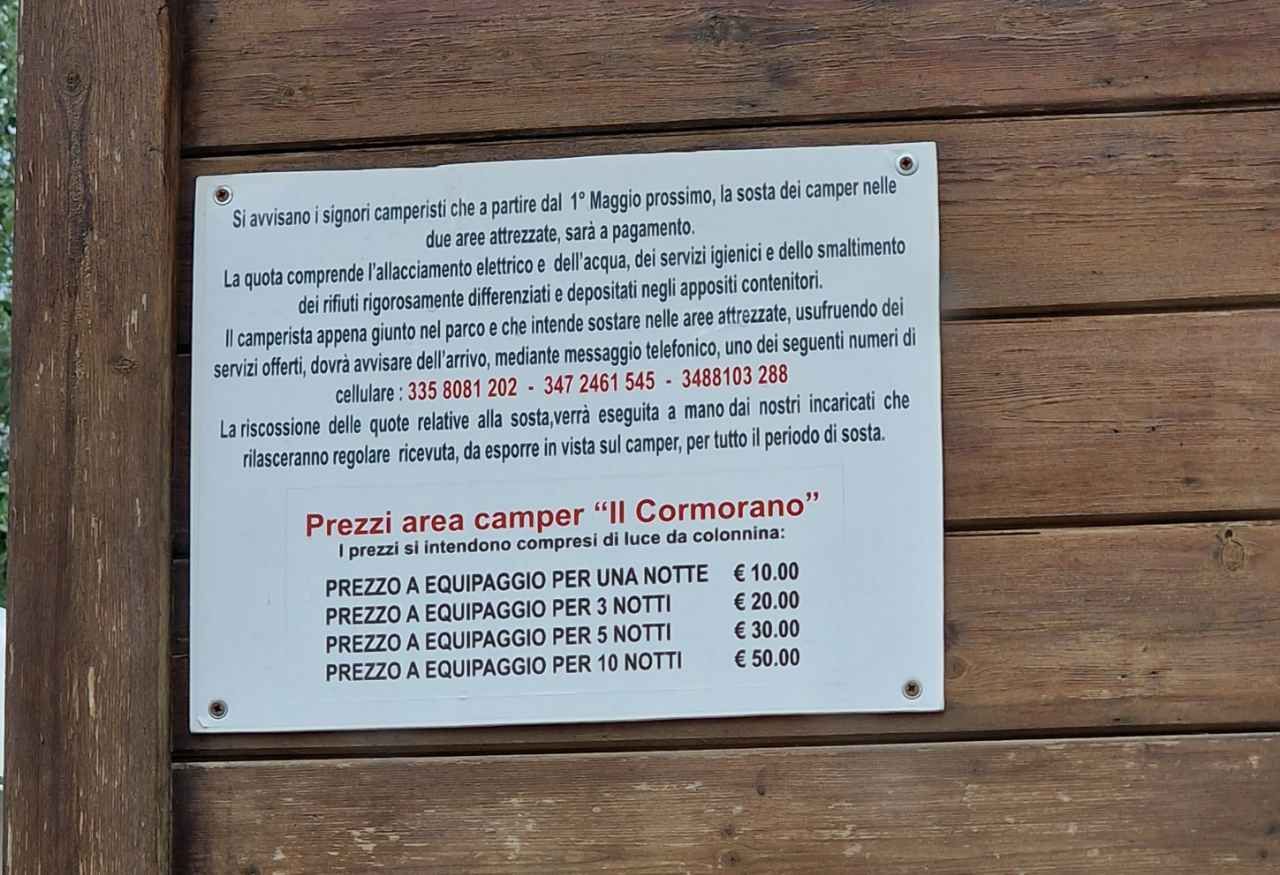 Si avvisano i signori camperisti che a partire dal 1° Maggio prossimo, la sosta dei camper nelle
due aree attrezzate, sarà a pagamento.
La quota comprende l'allacciamento elettrico e dell'acqua, dei servizi igienici e dello smaltimento
dei rifiuti rigorosamente differenziati e depositati negli appositi contenitori.
Il camperista appena giunto nel parco e che intende sostare nelle aree attrezzate, usufruendo dei
servizi offerti, dovrà avvisare dell'arrivo, mediante messaggio telefonico, uno dei seguenti numeri di
cellulare : 335 8081 202 - 347 2461 545 - 3488103 288
La riscossione delle quote relative alla sosta,verrà eseguita a mano dai nostri incaricati che
rilasceranno regolare ricevuta, da esporre in vista sul camper, per tutto il periodo di sosta.
Prezzi area camper “Il Cormorano”
I prezzi si intendono compresi di luce da colonnina:
PREZZO A EQUIPAGGIO PER UNA NOTTE € 10.00
PREZZO A EQUIPAGGIO PER 3 NOTTI € 20.00
PREZZO A EQUIPAGGIO PER 5 NOTTI € 30.00
PREZZO A EQUIPAGGIO PER 10 NOTTI € 50.00